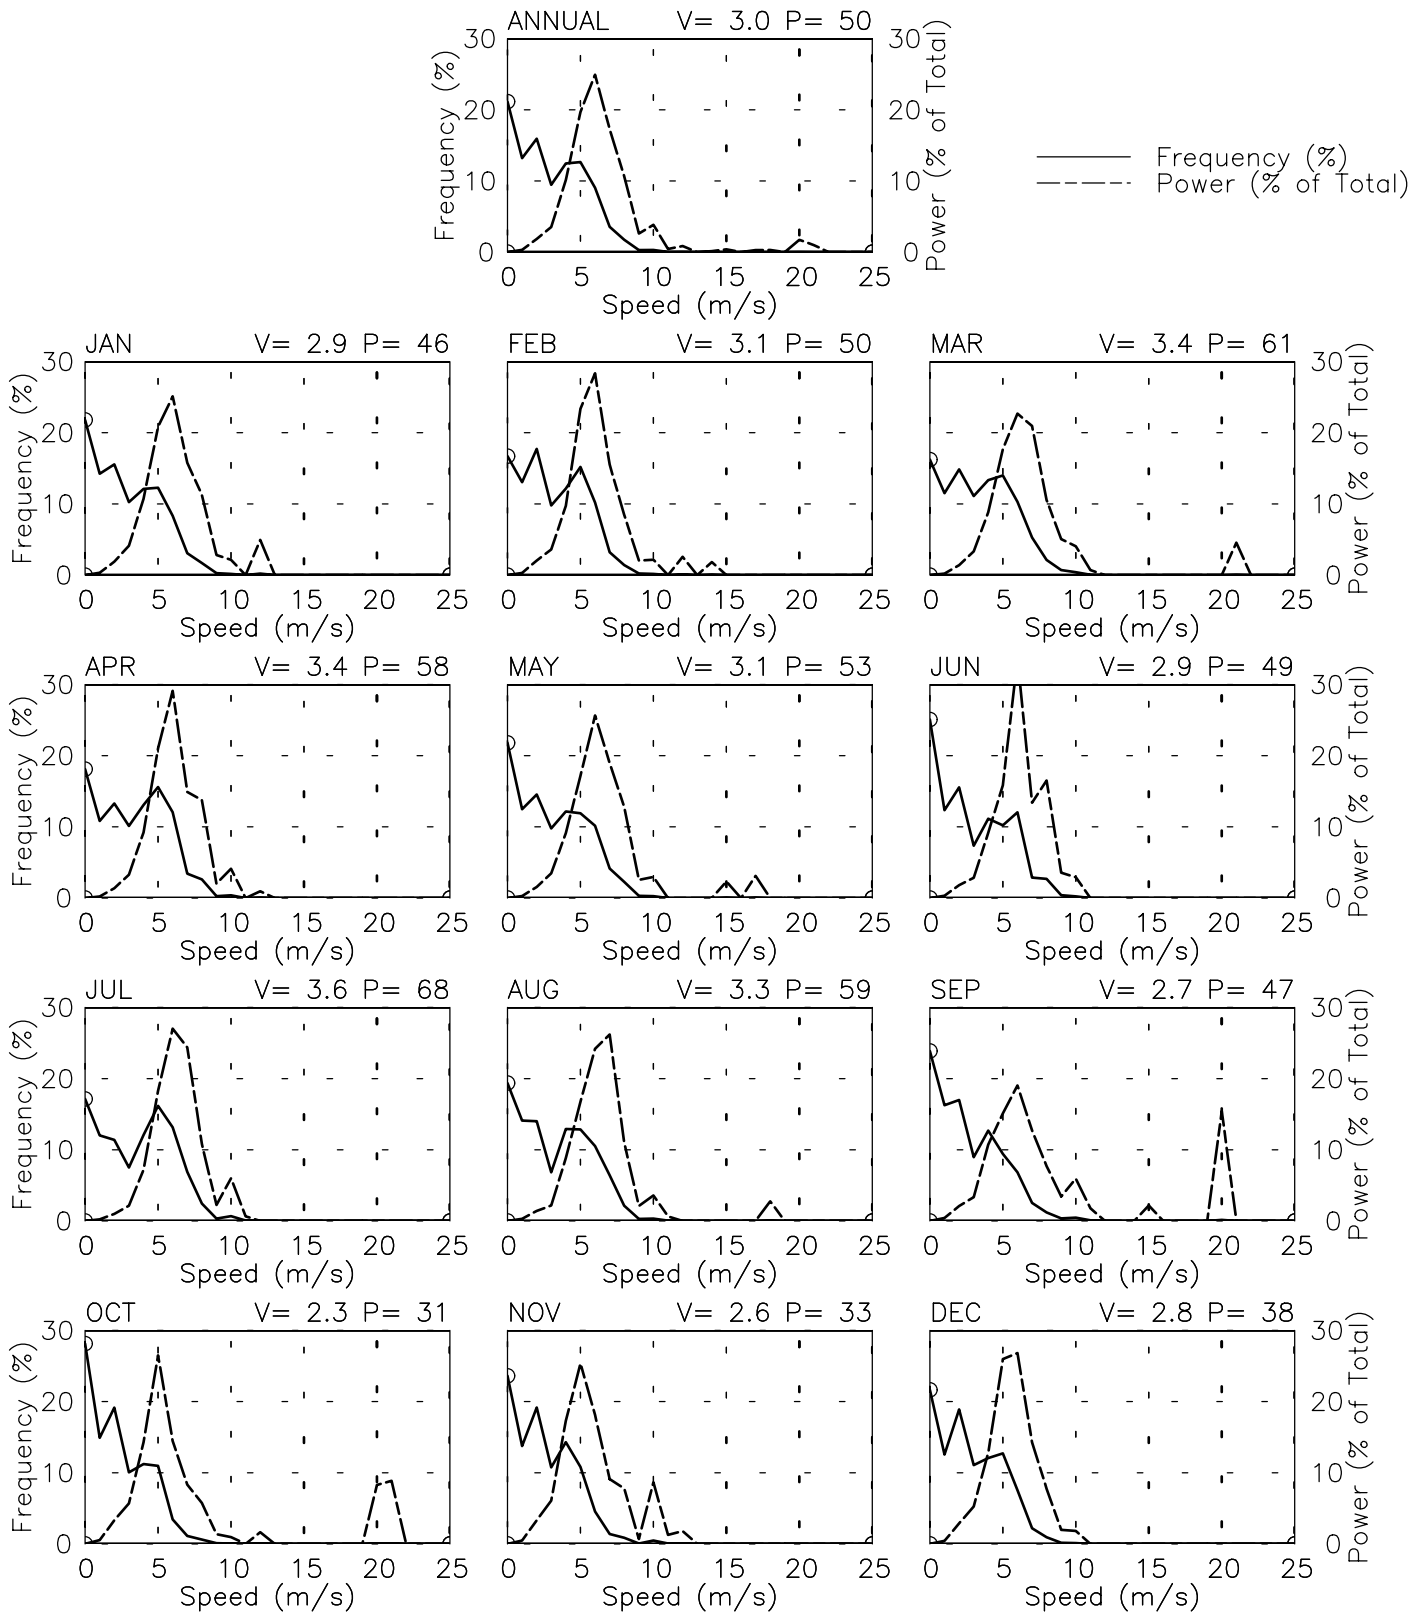 ANNUAL V= 3.0 P= 50
30 30
20 20
10 10
0 0
Frequency (%)
Power (% of Total)
0 5 10 15 20 25
Speed (m/s)
Frequency (%)
Power (% of Total)
JAN V= 2.9 P= 46
FEB V= 3.1 P= 50
MAR V= 3.4 P= 61
30 30
20 20
10 10
0 0
Frequency (%)
Power (% of Total)
0 5 10 15 20 25 0 5 10 15 20 25 0 5 10 15 20 25
Speed (m/s) Speed (m/s) Speed (m/s)
APR V= 3.4 P= 58
MAY V= 3.1 P= 53
JUN V= 2.9 P= 49
30 30
20 20
10 10
0 0
Frequency (%)
Power (% of Total)
0 5 10 15 20 25 0 5 10 15 20 25 0 5 10 15 20 25
Speed (m/s) Speed (m/s) Speed (m/s)
JUL V= 3.6 P= 68
AUG V= 3.3 P= 59
SEP V= 2.7 P= 47
30 30
20 20
10 10
0 0
Frequency (%)
Power (% of Total)
0 5 10 15 20 25 0 5 10 15 20 25 0 5 10 15 20 25
Speed (m/s) Speed (m/s) Speed (m/s)
OCT V= 2.3 P= 31
NOV V= 2.6 P= 33
DEC V= 2.8 P= 38
30 30
20 20
10 10
0 0
Frequency (%)
Power (% of Total)
0 5 10 15 20 25 0 5 10 15 20 25 0 5 10 15 20 25
Speed (m/s) Speed (m/s) Speed (m/s)